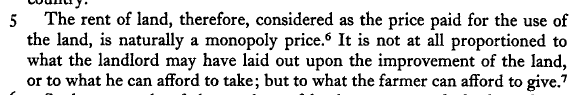 country.
5 The rent of land, therefore, considered as the price paid for the use of
the land, is naturally a monopoly price.⁶ It is not at all proportioned to
what the landlord may have laid out upon the improvement of the land,
or to what he can afford to take; but to what the farmer can afford to give.⁷